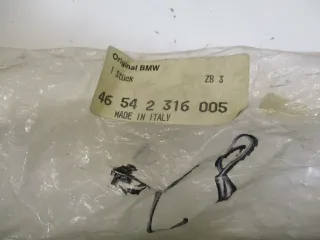 Original BMW
1 Stück ZB 3
46 54 2 316 005
MADE IN ITALY